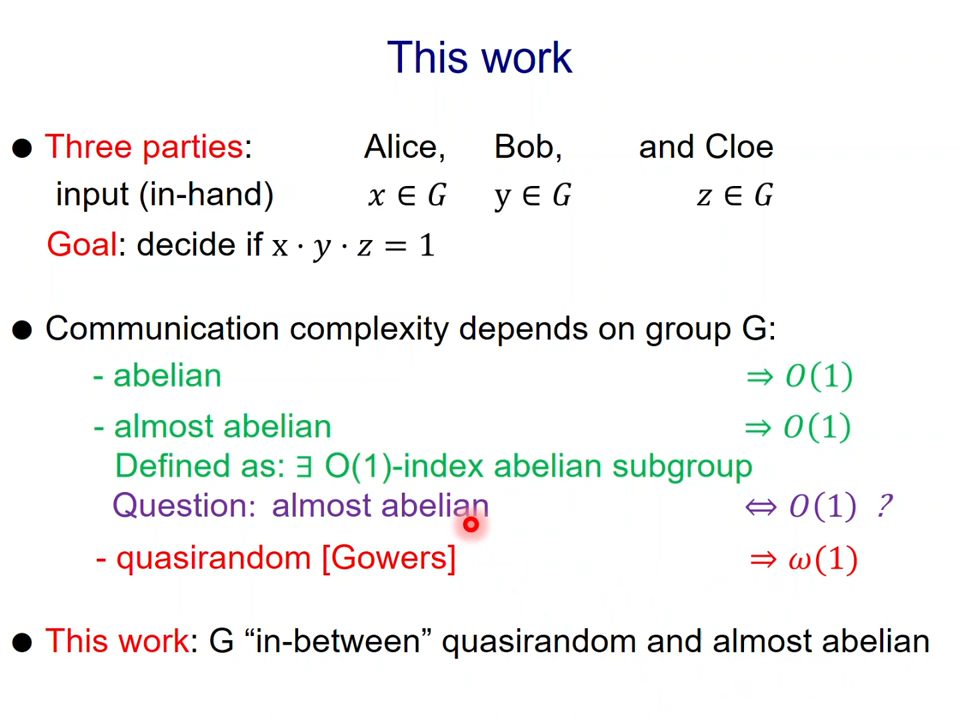 This work
● Three parties: Alice, Bob, and Cloe
input (in-hand) x ∈ G y ∈ G z ∈ G
Goal: decide if x · y · z = 1
● Communication complexity depends on group G:
- abelian ⇒ O(1)
- almost abelian ⇒ O(1)
Defined as: ∃ O(1)-index abelian subgroup
Question: almost abelian ⇔ O(1) ?
- quasirandom [Gowers] ⇒ ω(1)
● This work: G “in-between” quasirandom and almost abelian